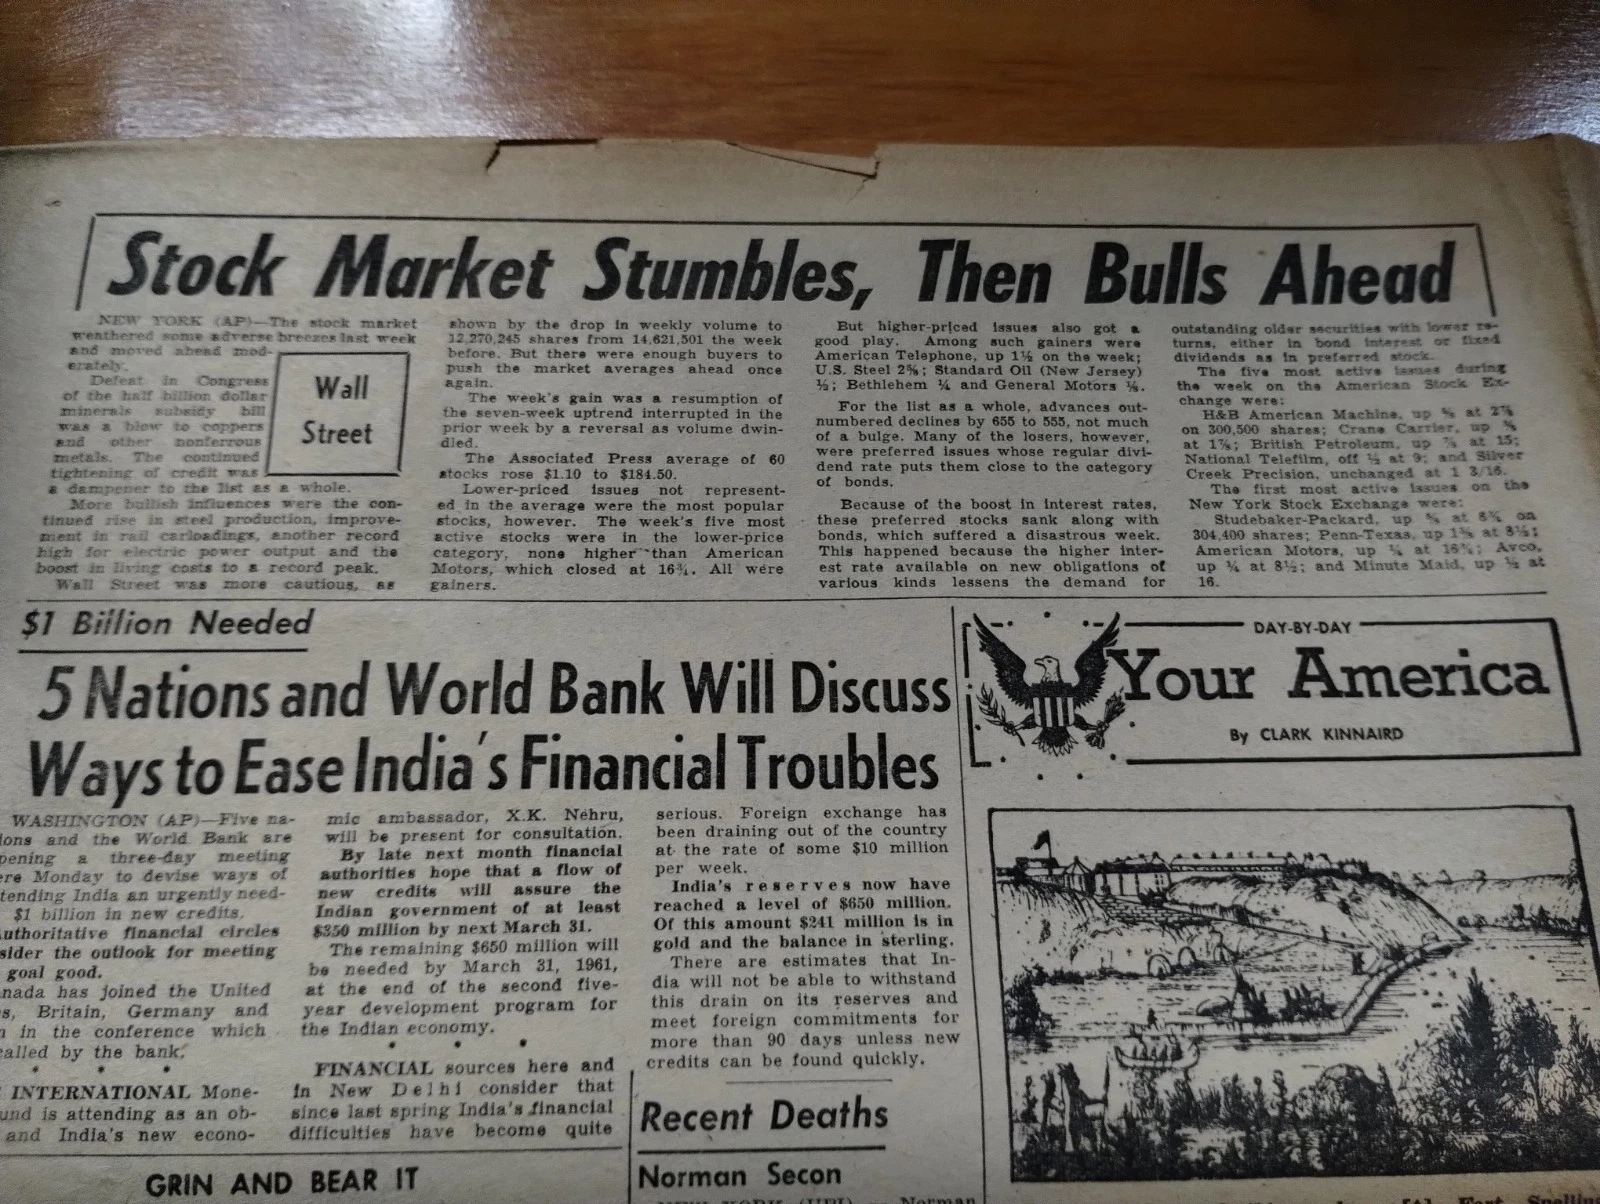 Stock Market Stumbles, Then Bulls Ahead
NEW YORK (AP)—The stock market
weathered some adverse breezes last week
and moved ahead mod-
erately.
Defeat in Congress
of the half billion dollar
minerals subsidy bill
was a blow to coppers
and other nonferrous
metals. The continued
tightening of credit was
a dampener to the list as a whole.
More bullish influences were the con-
tinued rise in steel production, improve-
ment in rail carloadings, another record
high for electric power output and the
boost in living costs to a record peak.
Wall Street was more cautious, as
Wall
Street
shown by the drop in weekly volume to
12,270,245 shares from 14,621,501 the week
before. But there were enough buyers to
push the market averages ahead once
again.
The week's gain was a resumption of
the seven-week uptrend interrupted in the
prior week by a reversal as volume dwin-
dled.
The Associated Press average of 60
stocks rose $1.10 to $184.50.
Lower-priced issues not represent-
ed in the average were the most popular
stocks, however. The week's five most
active stocks were in the lower-price
category, none higher than American
Motors, which closed at 16¾. All were
gainers.
But higher-priced issues also got a
good play. Among such gainers were
American Telephone, up 1½ on the week;
U.S. Steel 2⅝; Standard Oil (New Jersey)
½; Bethlehem ¼ and General Motors ⅛.
For the list as a whole, advances out-
numbered declines by 655 to 555, not much
of a bulge. Many of the losers, however,
were preferred issues whose regular divi-
dend rate puts them close to the category
of bonds.
Because of the boost in interest rates,
these preferred stocks sank along with
bonds, which suffered a disastrous week.
This happened because the higher inter-
est rate available on new obligations of
various kinds lessens the demand for
outstanding older securities with lower re-
turns, either in bond interest or fixed
dividends as in preferred stock.
The five most active issues during
the week on the American Stock Ex-
change were:
H&B American Machine, up at
on 300,500 shares; Crane Carrier, up
at 1⅞; British Petroleum, up ⅞ at 15;
National Telefilm, off ½ at 9; and Silver
Creek Precision, unchanged at 1 3/16.
The first most active issues on the
New York Stock Exchange were:
Studebaker-Packard, up at on
304,400 shares; Penn-Texas, up at 8½;
American Motors, up ¼ at 16¾; Avco,
up ¼ at 8½; and Minute Maid, up ½ at
16.
$1 Billion Needed
5 Nations and World Bank Will Discuss
Ways to Ease India's Financial Troubles
WASHINGTON (AP)—Five na-
ions and the World Bank are
pening a three-day meeting
ere Monday to devise ways of
tending India an urgently need-
$1 billion in new credits.
uthoritative financial circles
sider the outlook for meeting
goal good.
nada has joined the United
s, Britain, Germany and
n in the conference which
called by the bank.
* * *
INTERNATIONAL Mone-
und is attending as an ob-
and India's new econo-
mic ambassador, X.K. Nehru,
will be present for consultation.
By late next month financial
authorities hope that a flow of
new credits will assure the
Indian government of at least
$350 million by next March 31.
The remaining $650 million will
be needed by March 31, 1961,
at the end of the second five-
year development program for
the Indian economy.
* * *
FINANCIAL sources here and
in New Delhi consider that
since last spring India's financial
difficulties have become quite
serious. Foreign exchange has
been draining out of the country
at the rate of some $10 million
per week.
India's reserves now have
reached a level of $650 million.
Of this amount $241 million is in
gold and the balance in sterling.
There are estimates that In-
dia will not be able to withstand
this drain on its reserves and
meet foreign commitments for
more than 90 days unless new
credits can be found quickly.
DAY-BY-DAY
Your America
By CLARK KINNAIRD
Recent Deaths
Norman Secon
NEW YORK (UPI) — Norman
GRIN AND BEAR IT
[A] Fort Snelling